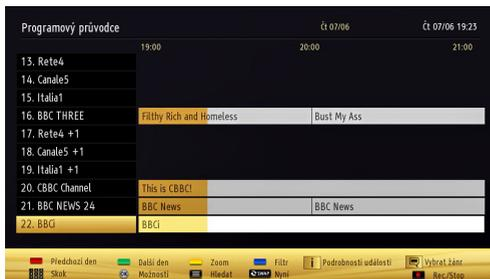 Programový průvodce
Čt 07/06
Čt 07/06 19:23
19:00 20:00 21:00
13. Rete4
14. Canale5
15. Italia1
16. BBC THREE Filthy Rich and Homeless Bust My Ass
17. Rete4 +1
18. Canale5 +1
19. Italia1 +1
20. CBBC Channel This is CBBC!
21. BBC NEWS 24 BBC News BBC News
22. BBCi BBCi
Předchozí den Další den Zoom Filtr i Podrobnosti události Vybrat žánr
Skok OK Možnosti Hledat SWAP Nyní Rec/Stop